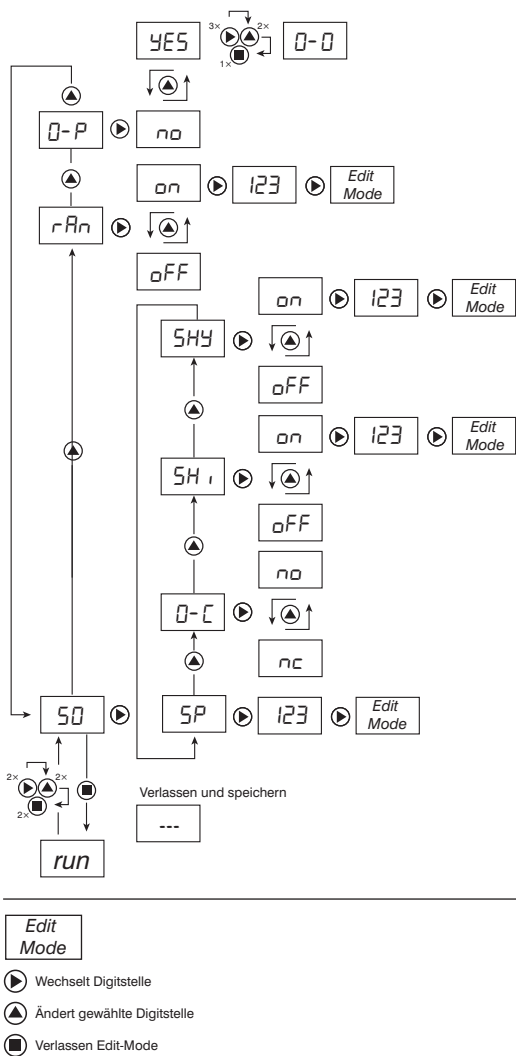 3× 2×
YES 1× 0-0
0-P no
on 123 Edit Mode
rAn
oFF
on 123 Edit Mode
SHY
oFF
on 123 Edit Mode
SHi
oFF
no
0-C
nc
SO SP 123 Edit Mode
2× 2×
2×
Verlassen und speichern
---
run
Edit
Mode
Wechselt Digitstelle
Ändert gewählte Digitstelle
Verlassen Edit-Mode